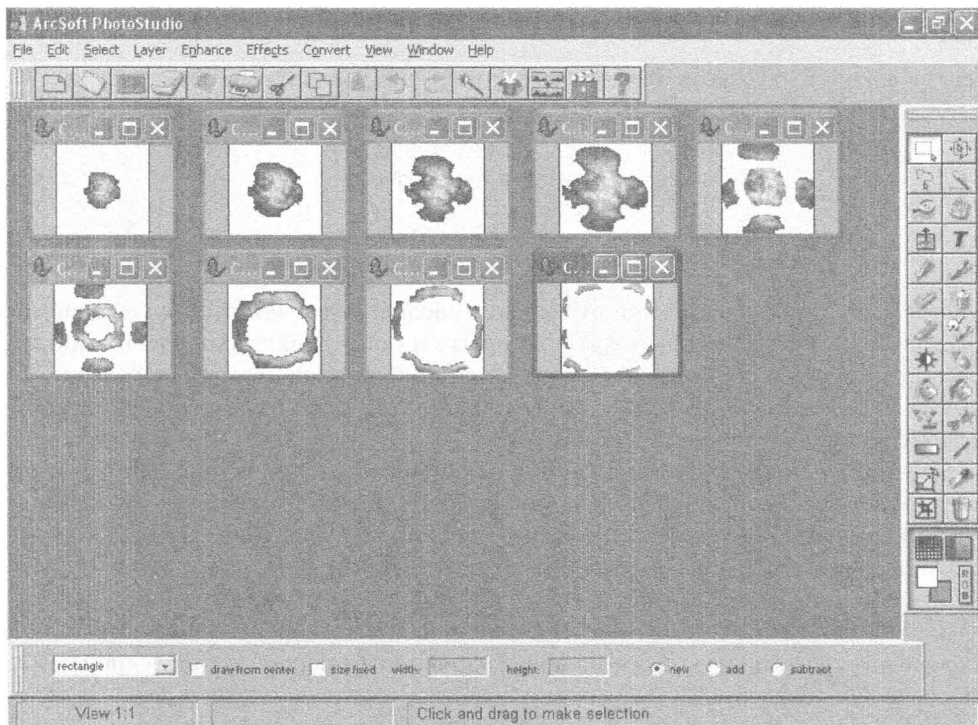 ArcSoft PhotoStudio
File Edit Select Layer Enhance Effects Convert View Window Help
C... C... C... C... C...
C... C... C... C...
T
rectangle draw from center size fixed width: height: new add subtract
View 1:1 Click and drag to make selection